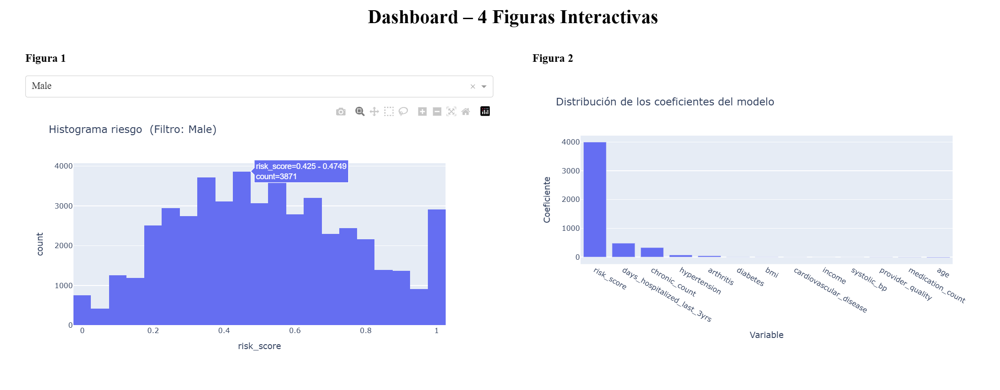 Dashboard – 4 Figuras Interactivas
Figura 1
Male
Histograma riesgo (Filtro: Male)
risk_score=0.425 - 0.4749
count=3871
4000
3000
2000
1000
0
count
0 0.2 0.4 0.6 0.8 1
risk_score
Figura 2
Distribución de los coeficientes del modelo
4000
3000
2000
1000
0
Coeficiente
risk_score
days_hospitalized_last_3yrs
chronic_count
hypertension
arthritis
diabetes
bmi
cardiovascular_disease
income
systolic_bp
provider_quality
medication_count
age
Variable